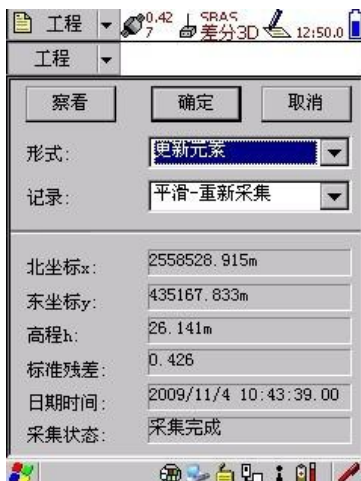 工程 0.42 7 SBAS 差分3D 12:50.0
工程
察看 确定 取消
形式: 更新元素
记录: 平滑-重新采集
北坐标x: 2558528.915m
东坐标y: 435167.833m
高程h: 26.141m
标准残差: 0.426
日期时间: 2009/11/4 10:43:39.00
采集状态: 采集完成